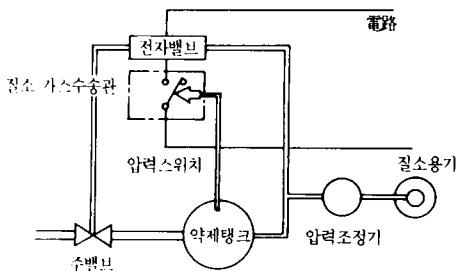 電路
전자밸브
질소 가스수송관
압력스위치
질소용기
약제탱크
압력조정기
주밸브